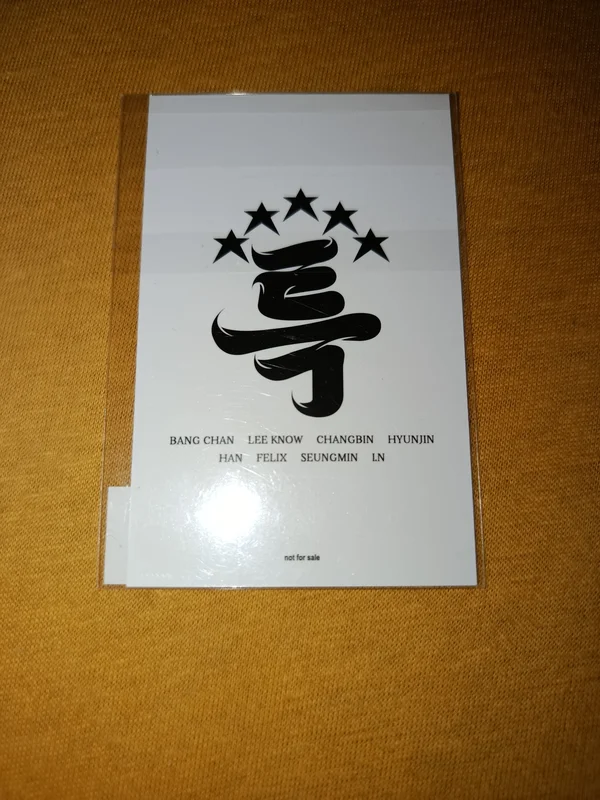 특
BANG CHAN LEE KNOW CHANGBIN HYUNJIN
HAN FELIX SEUNGMIN I.N
not for sale